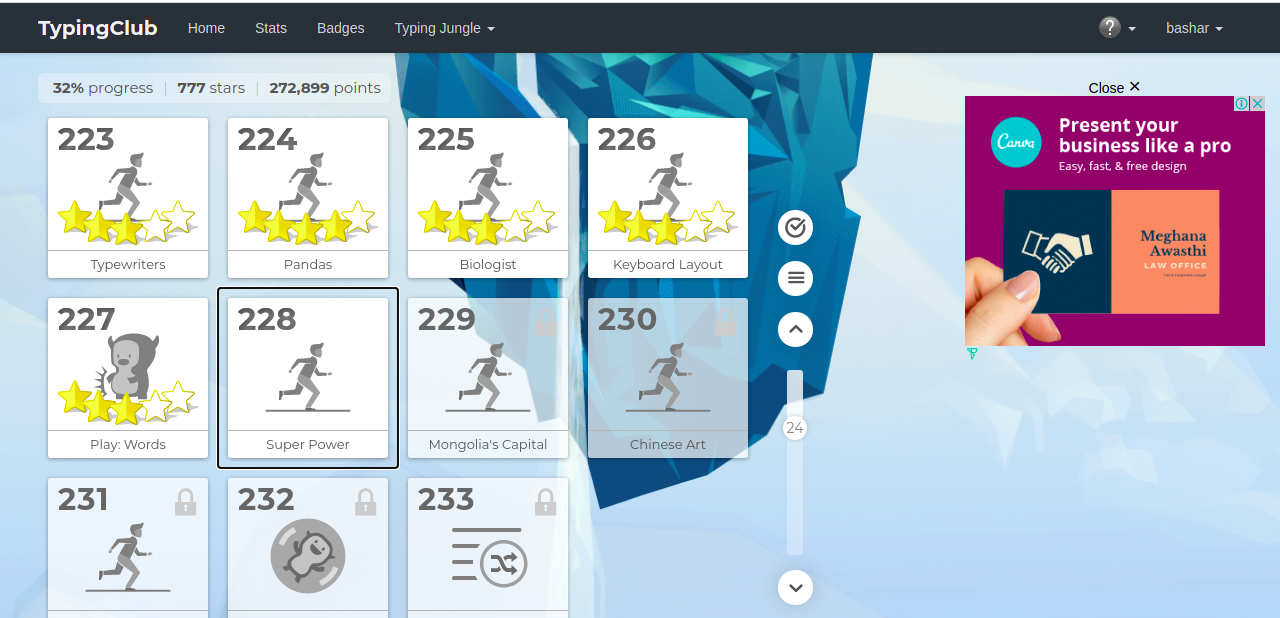 TypingClub Home Stats Badges Typing Jungle ? bashar
32% progress | 777 stars | 272,899 points
Close ✕
223
Typewriters
224
Pandas
225
Biologist
226
Keyboard Layout
227
Play: Words
228
Super Power
229
Mongolia's Capital
230
Chinese Art
231
232
233
24
Canva
Present your
business like a pro
Easy, fast, & free design
Meghana
Awasthi
LAW OFFICE